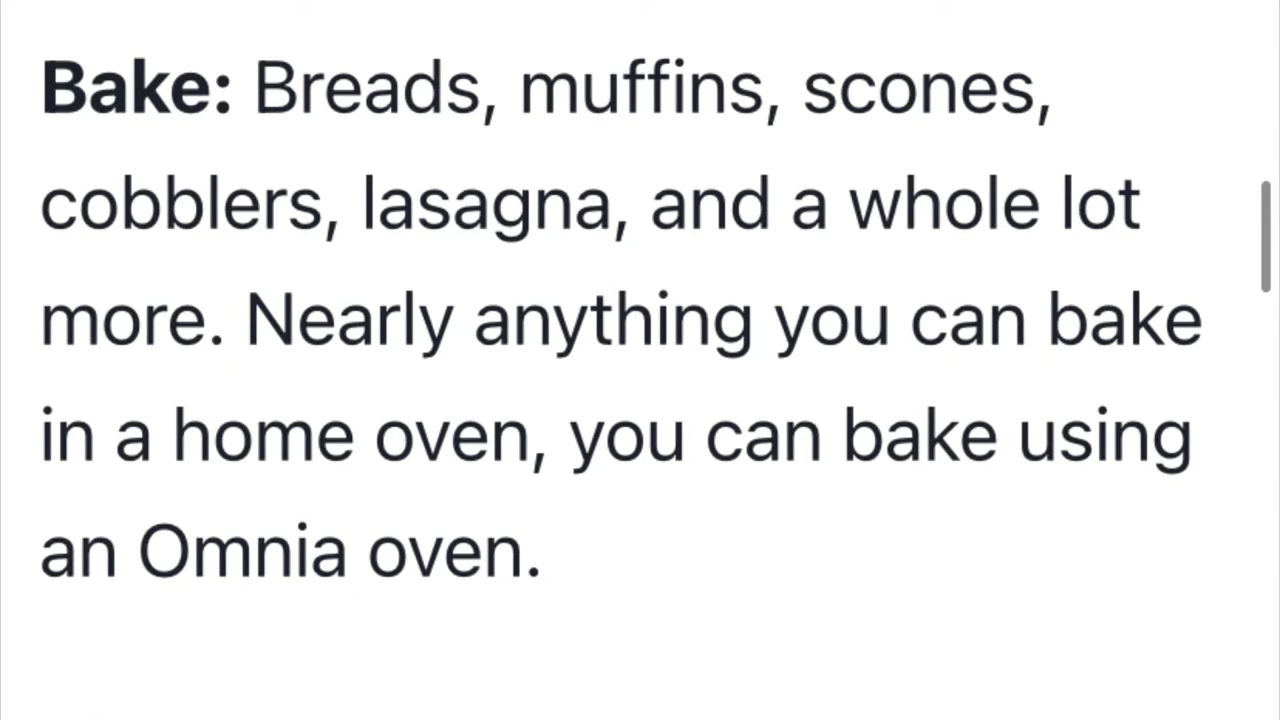 Bake: Breads, muffins, scones,
cobblers, lasagna, and a whole lot
more. Nearly anything you can bake
in a home oven, you can bake using
an Omnia oven.